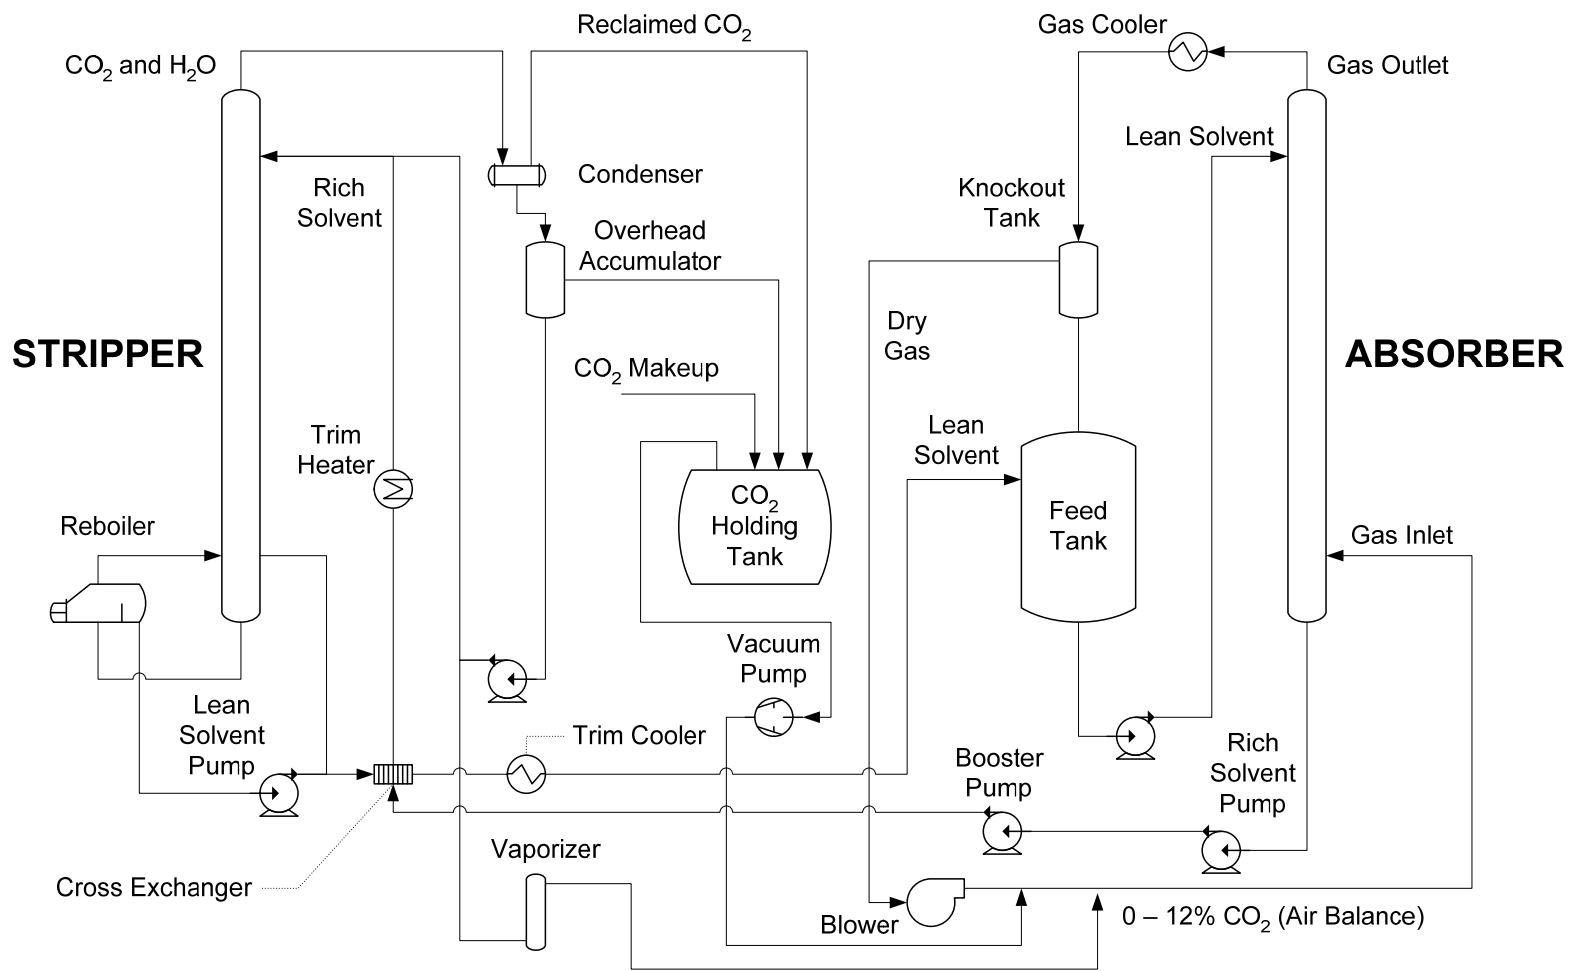 Reclaimed CO₂
Gas Cooler
CO₂ and H₂O
Gas Outlet
Lean Solvent
Condenser
Rich
Solvent
Knockout
Tank
Overhead
Accumulator
Dry
Gas
STRIPPER
ABSORBER
CO₂ Makeup
Trim
Heater
Lean
Solvent
CO₂
Holding
Tank
Feed
Tank
Reboiler
Gas Inlet
Vacuum
Pump
Lean
Solvent
Pump
Trim Cooler
Booster
Pump
Rich
Solvent
Pump
Vaporizer
Cross Exchanger
Blower
0 – 12% CO₂ (Air Balance)